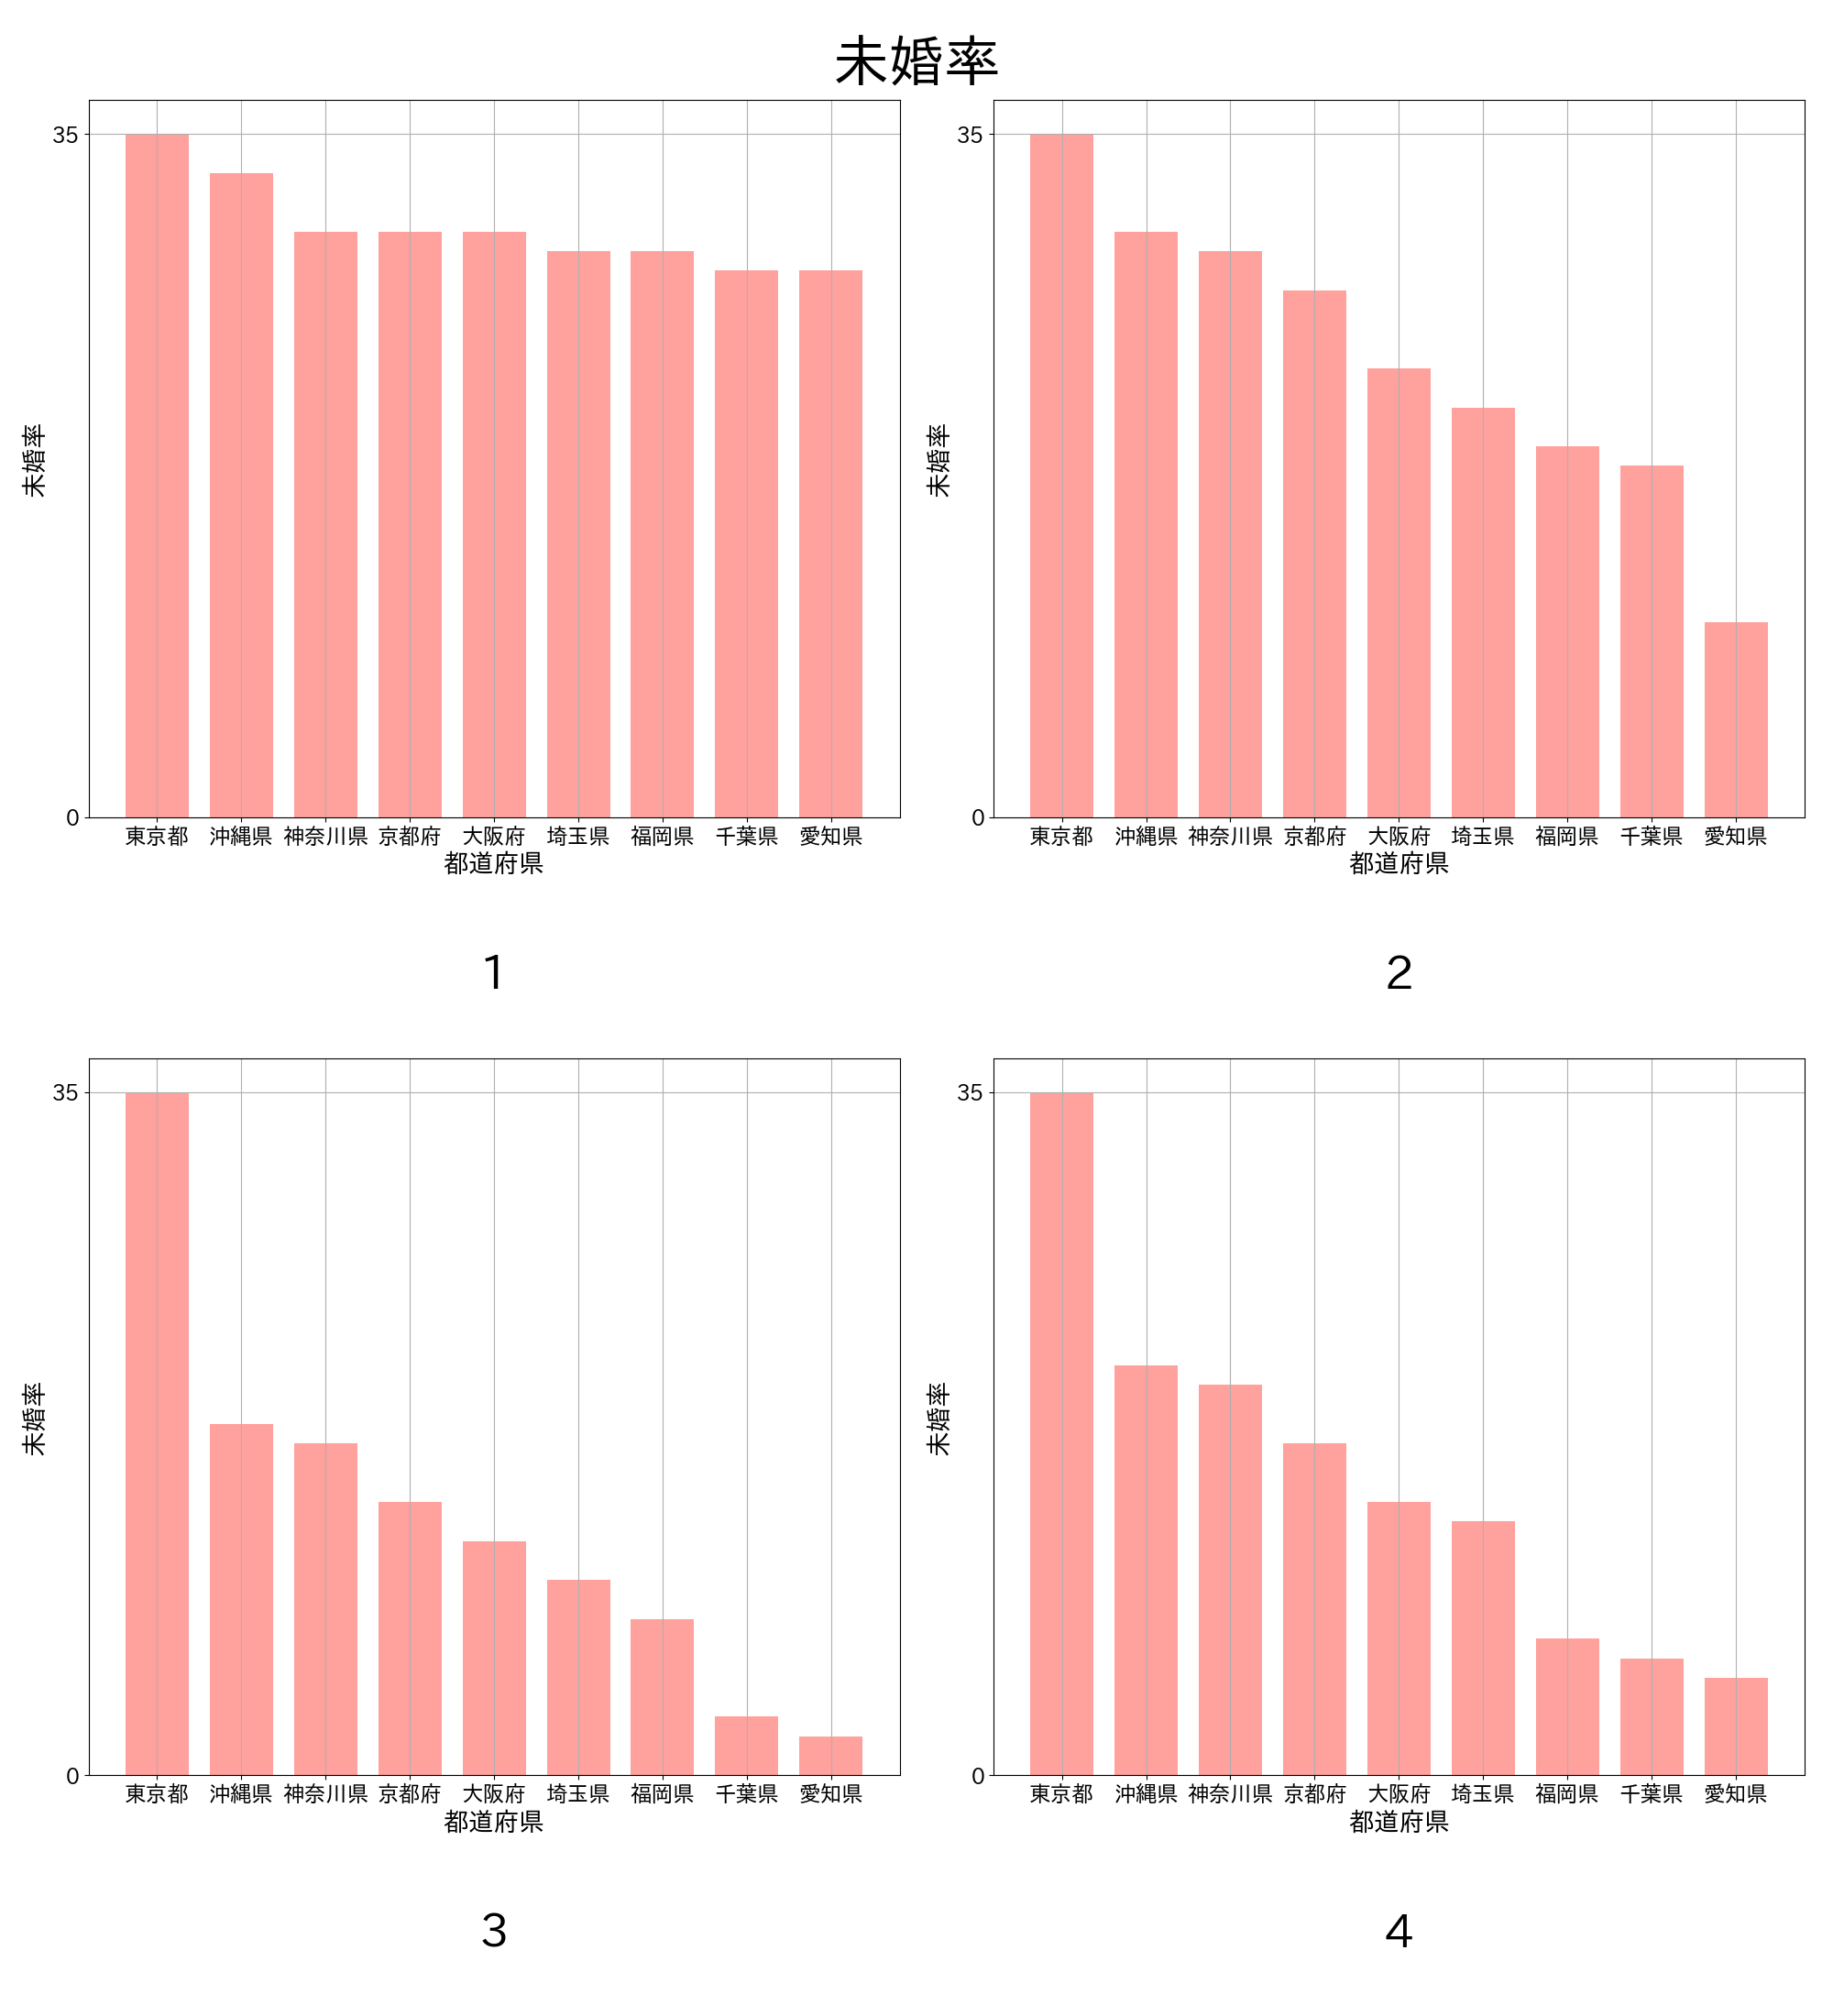 未婚率
35
0
未婚率
東京都 沖縄県 神奈川県 京都府 大阪府 埼玉県 福岡県 千葉県 愛知県
都道府県
1
35
0
未婚率
東京都 沖縄県 神奈川県 京都府 大阪府 埼玉県 福岡県 千葉県 愛知県
都道府県
2
35
0
未婚率
東京都 沖縄県 神奈川県 京都府 大阪府 埼玉県 福岡県 千葉県 愛知県
都道府県
3
35
0
未婚率
東京都 沖縄県 神奈川県 京都府 大阪府 埼玉県 福岡県 千葉県 愛知県
都道府県
4